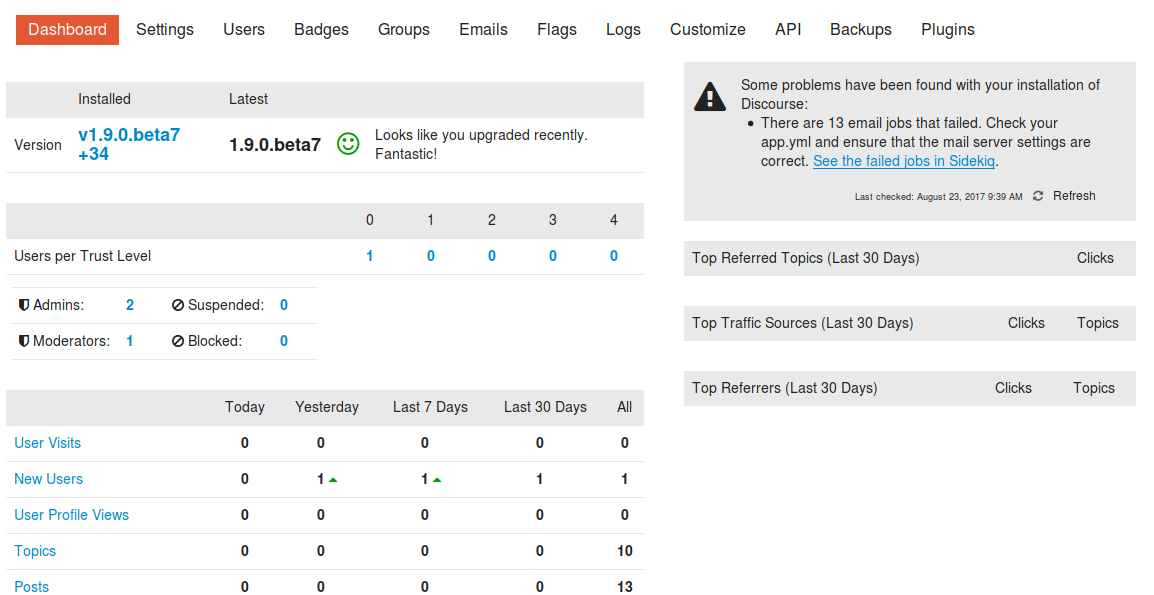 Dashboard Settings Users Badges Groups Emails Flags Logs Customize API Backups Plugins
Installed Latest
Version v1.9.0.beta7 +34 1.9.0.beta7 Looks like you upgraded recently.
Fantastic!
0 1 2 3 4
Users per Trust Level 1 0 0 0 0
Admins: 2 Suspended: 0
Moderators: 1 Blocked: 0
Today Yesterday Last 7 Days Last 30 Days All
User Visits 0 0 0 0 0
New Users 0 1 1 1 1
User Profile Views 0 0 0 0 0
Topics 0 0 0 0 10
Posts 0 0 0 0 13
Some problems have been found with your installation of
Discourse:
• There are 13 email jobs that failed. Check your
app.yml and ensure that the mail server settings are
correct. See the failed jobs in Sidekiq.
Last checked: August 23, 2017 9:39 AM Refresh
Top Referred Topics (Last 30 Days) Clicks
Top Traffic Sources (Last 30 Days) Clicks Topics
Top Referrers (Last 30 Days) Clicks Topics